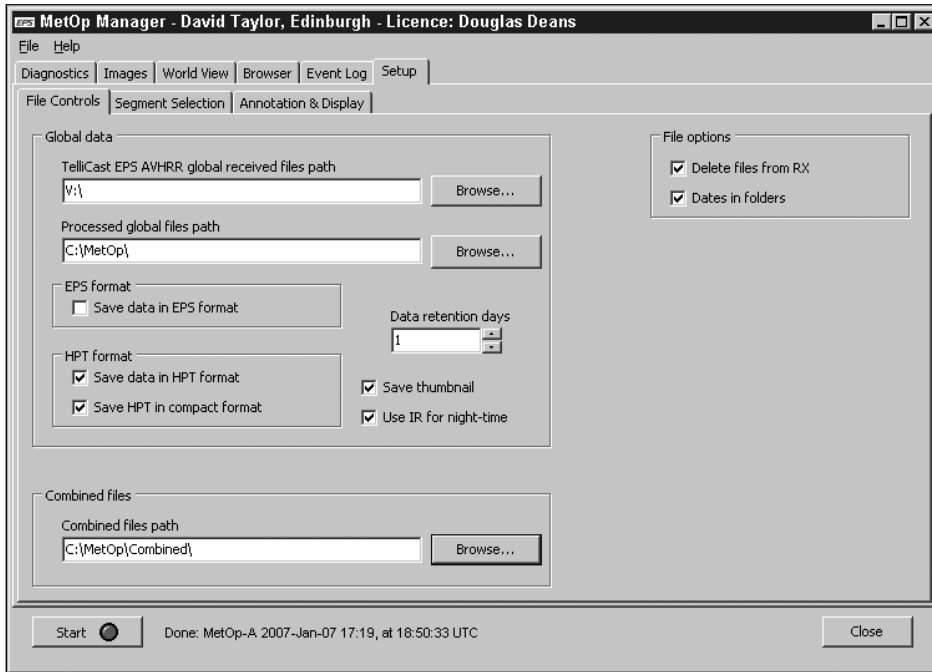 EPS MetOp Manager - David Taylor, Edinburgh - Licence: Douglas Deans
File Help
Diagnostics Images World View Browser Event Log Setup
File Controls Segment Selection Annotation & Display
Global data
TelliCast EPS AVHRR global received files path
V:\
Browse...
Processed global files path
C:\MetOp\
Browse...
EPS format
Save data in EPS format
Data retention days
1
HPT format
Save data in HPT format
Save HPT in compact format
Save thumbnail
Use IR for night-time
File options
Delete files from RX
Dates in folders
Combined files
Combined files path
C:\MetOp\Combined\
Browse...
Start
Done: MetOp-A 2007-Jan-07 17:19, at 18:50:33 UTC
Close